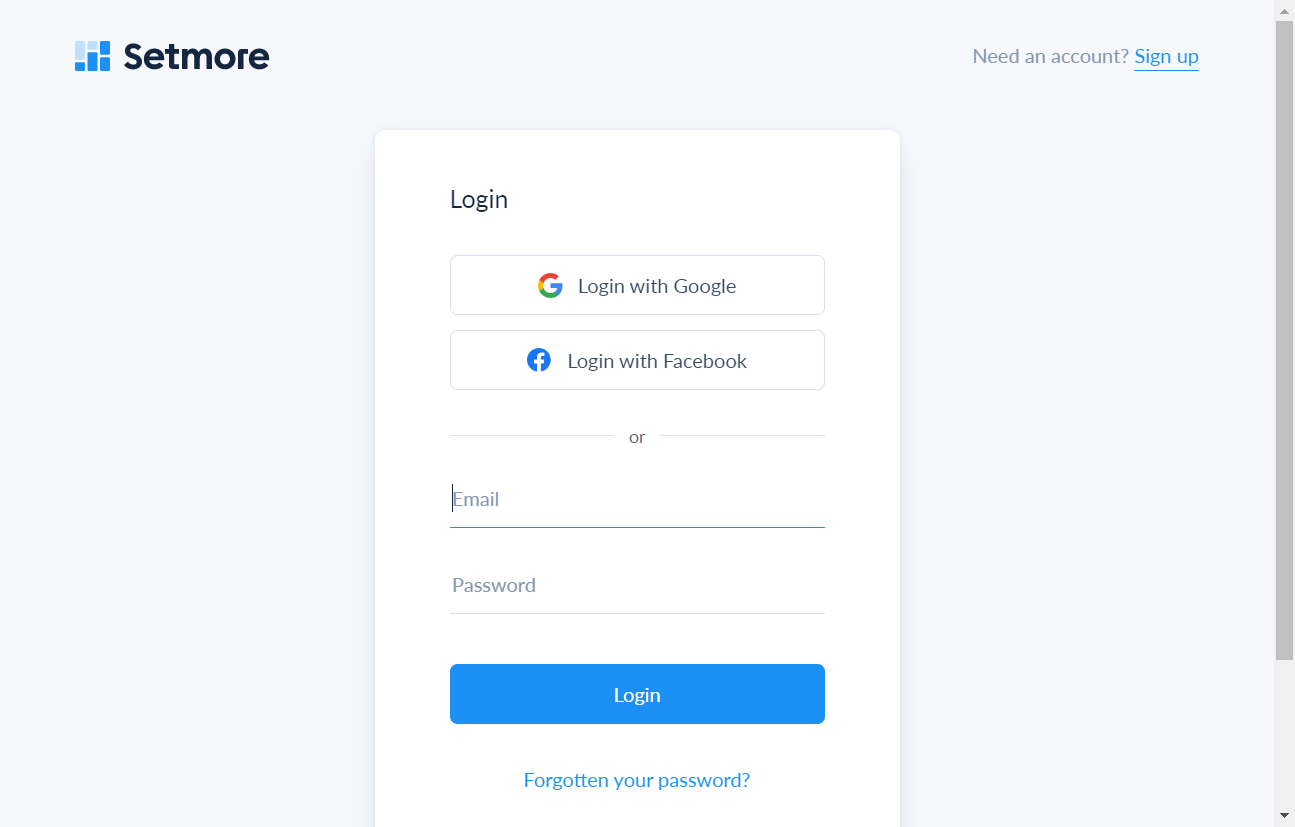 Setmore
Need an account? Sign up
Login
Login with Google
Login with Facebook
or
Email
Password
Login
Forgotten your password?